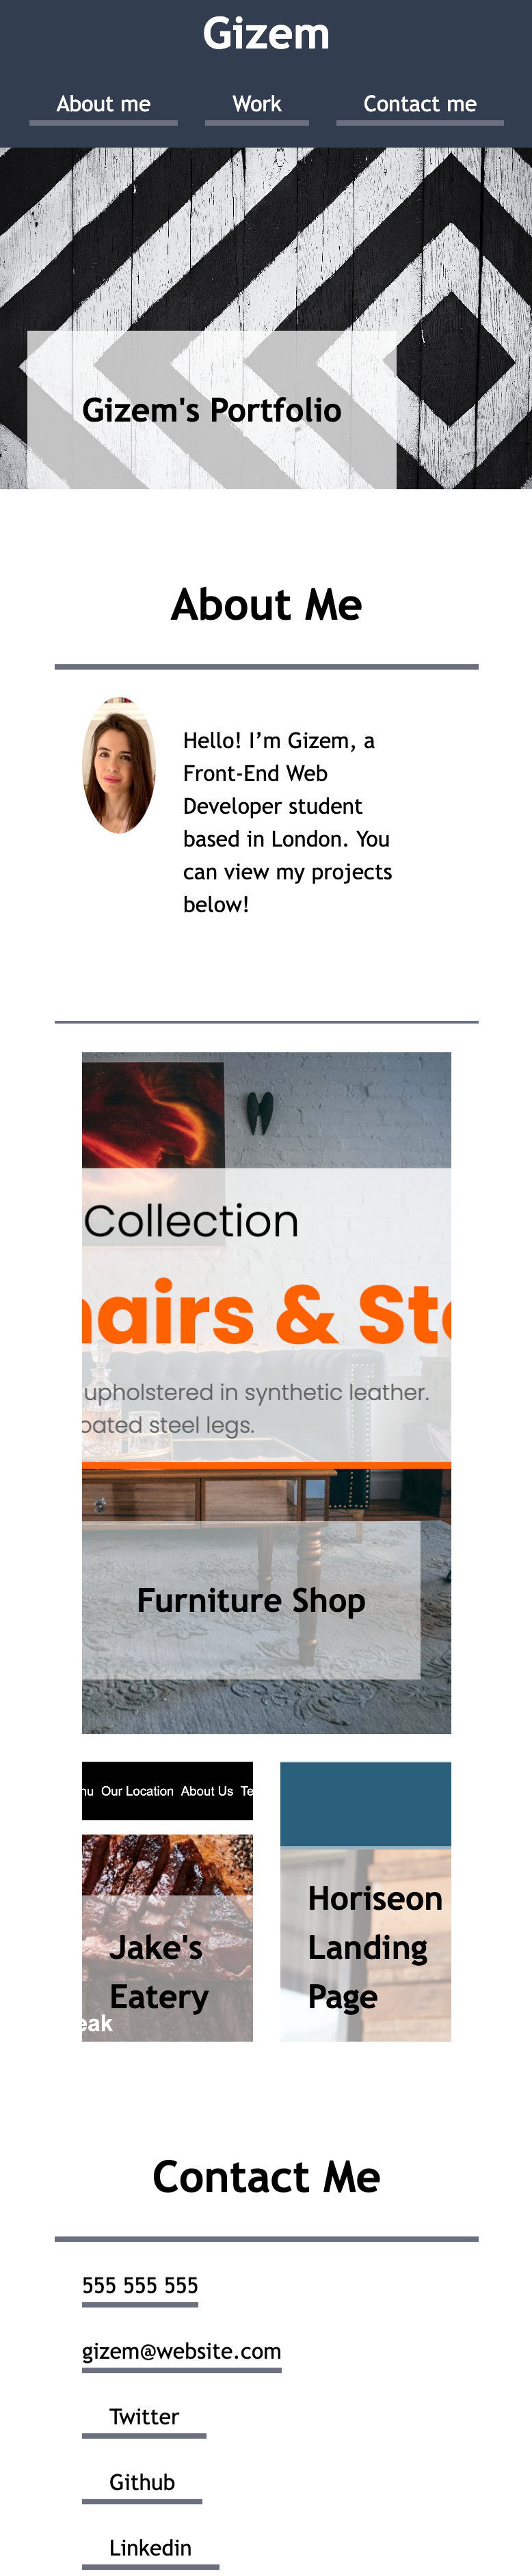 Gizem
About me Work Contact me
Gizem's Portfolio
About Me
Hello! I’m Gizem, a
Front-End Web
Developer student
based in London. You
can view my projects
below!
Collection
hairs & Sto
upholstered in synthetic leather.
oated steel legs.
Furniture Shop
nu Our Location About Us Te
Jake's
Eatery
eak
Horiseon
Landing
Page
Contact Me
555 555 555
gizem@website.com
Twitter
Github
Linkedin